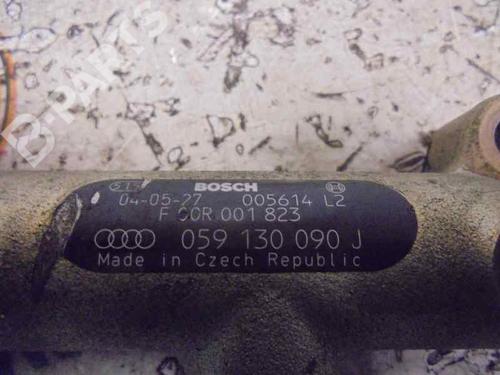 B-PARTS
BOSCH
04-05-27 005614 L2
F 00R 001 823
059 130 090 J
Made in Czech Republic